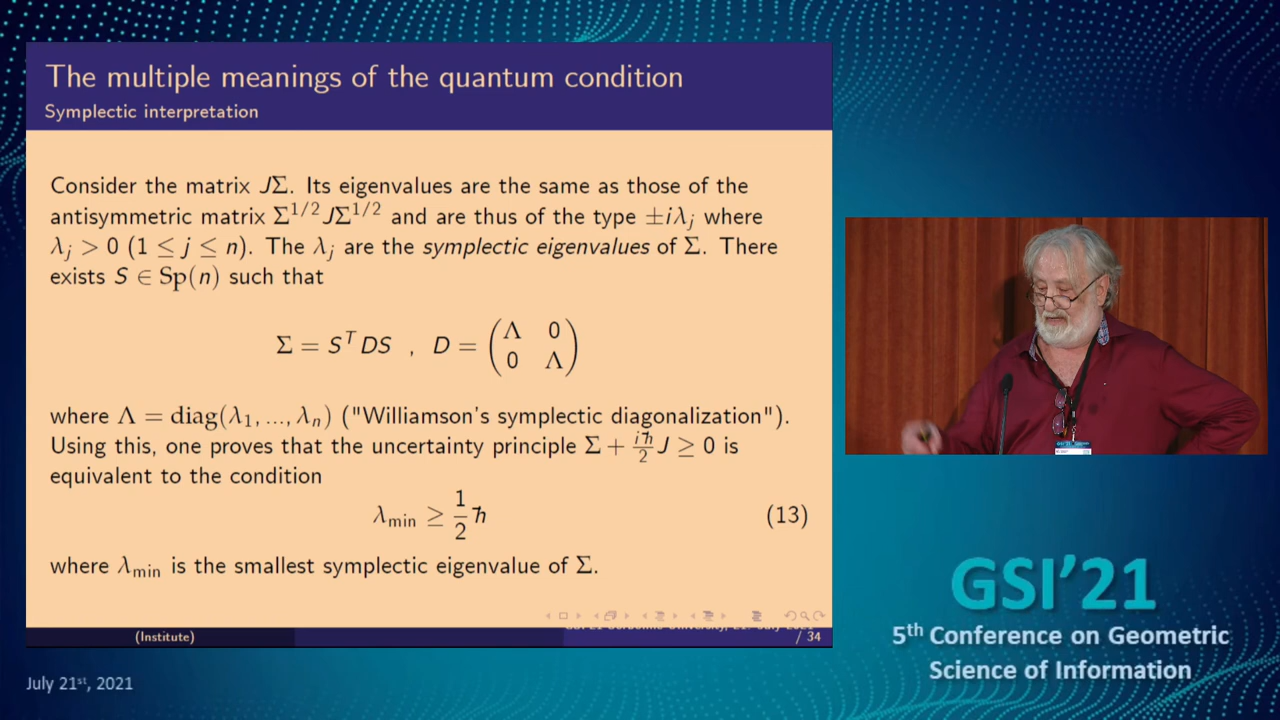 The multiple meanings of the quantum condition
Symplectic interpretation
Consider the matrix JΣ. Its eigenvalues are the same as those of the
antisymmetric matrix Σ^{1/2}JΣ^{1/2} and are thus of the type ±iλ_j where
λ_j > 0 (1 ≤ j ≤ n). The λ_j are the symplectic eigenvalues of Σ. There
exists S ∈ Sp(n) such that
Σ = S^T DS , D = (Λ 0
0 Λ)
where Λ = diag(λ_1, ..., λ_n) ("Williamson's symplectic diagonalization").
Using this, one proves that the uncertainty principle Σ + iħ/2 J ≥ 0 is
equivalent to the condition
λ_min ≥ 1/2 ħ (13)
where λ_min is the smallest symplectic eigenvalue of Σ.
(Institute)
/ 34
GSI'21
5th Conference on Geometric
Science of Information
July 21st, 2021